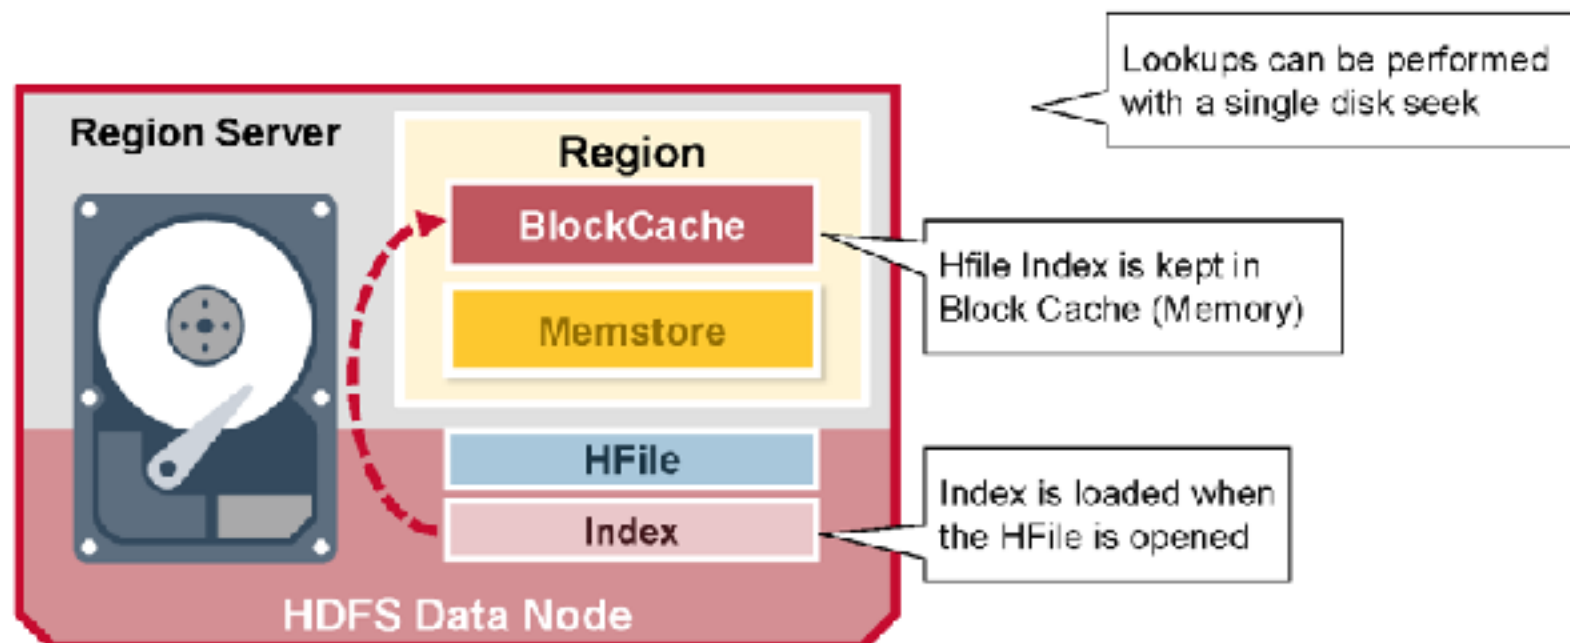 Lookups can be performed
with a single disk seek
Region Server
Region
BlockCache
Hfile Index is kept in
Block Cache (Memory)
Memstore
HFile
Index is loaded when
the HFile is opened
Index
HDFS Data Node